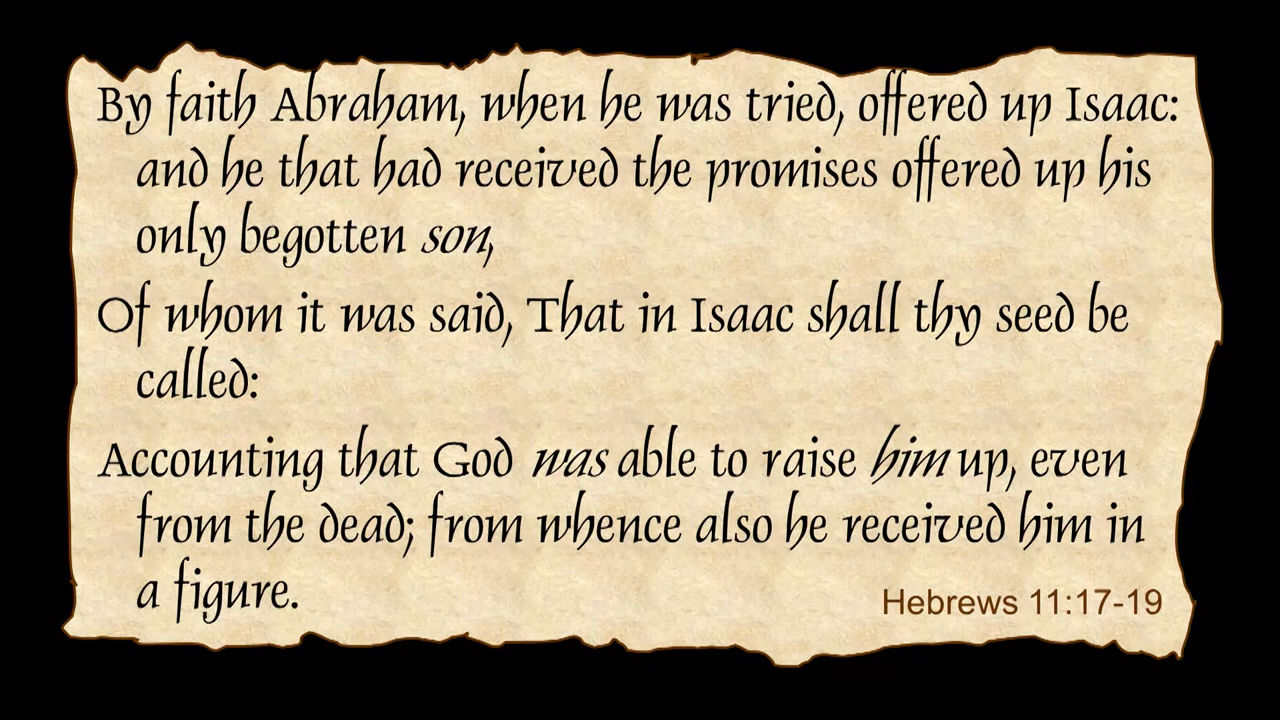 By faith Abraham, when he was tried, offered up Isaac:
and he that had received the promises offered up his
only begotten son,
Of whom it was said, That in Isaac shall thy seed be
called:
Accounting that God was able to raise him up, even
from the dead; from whence also he received him in
a figure.
Hebrews 11:17-19